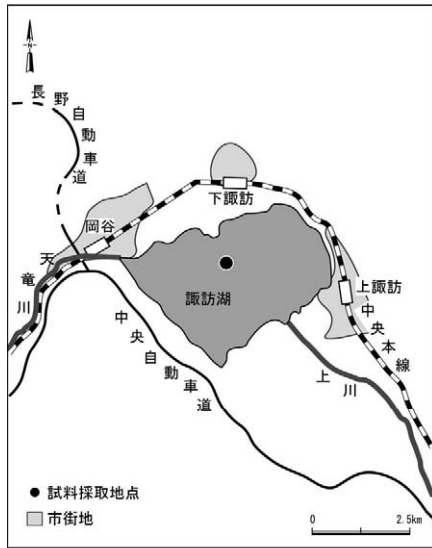 N
長野自動車道
下諏訪
岡谷
天竜川
諏訪湖
上諏訪
中央本線
中央自動車道
上川
試料採取地点
市街地
0 2.5km